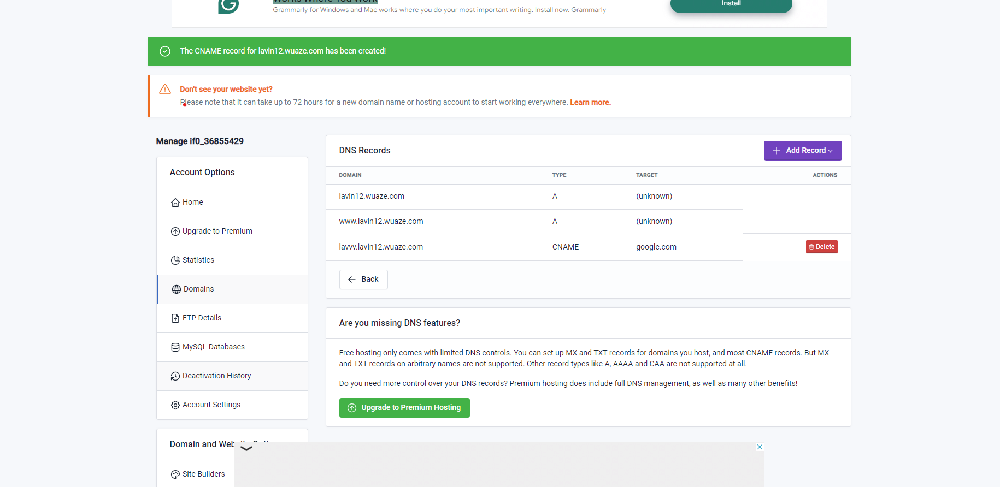 Works Where You Work
Grammarly for Windows and Mac works where you do your most important writing. Install now. Grammarly
Install
The CNAME record for lavin12.wuaze.com has been created!
Don't see your website yet?
Please note that it can take up to 72 hours for a new domain name or hosting account to start working everywhere. Learn more.
Manage if0_36855429
Account Options
Home
Upgrade to Premium
Statistics
Domains
FTP Details
MySQL Databases
Deactivation History
Account Settings
Domain and Web
Site Builders
DNS Records
Add Record
DOMAIN TYPE TARGET ACTIONS
lavin12.wuaze.com A (unknown)
www.lavin12.wuaze.com A (unknown)
lavvv.lavin12.wuaze.com CNAME google.com Delete
Back
Are you missing DNS features?
Free hosting only comes with limited DNS controls. You can set up MX and TXT records for domains you host, and most CNAME records. But MX
and TXT records on arbitrary names are not supported. Other record types like A, AAAA and CAA are not supported at all.
Do you need more control over your DNS records? Premium hosting does include full DNS management, as well as many other benefits!
Upgrade to Premium Hosting